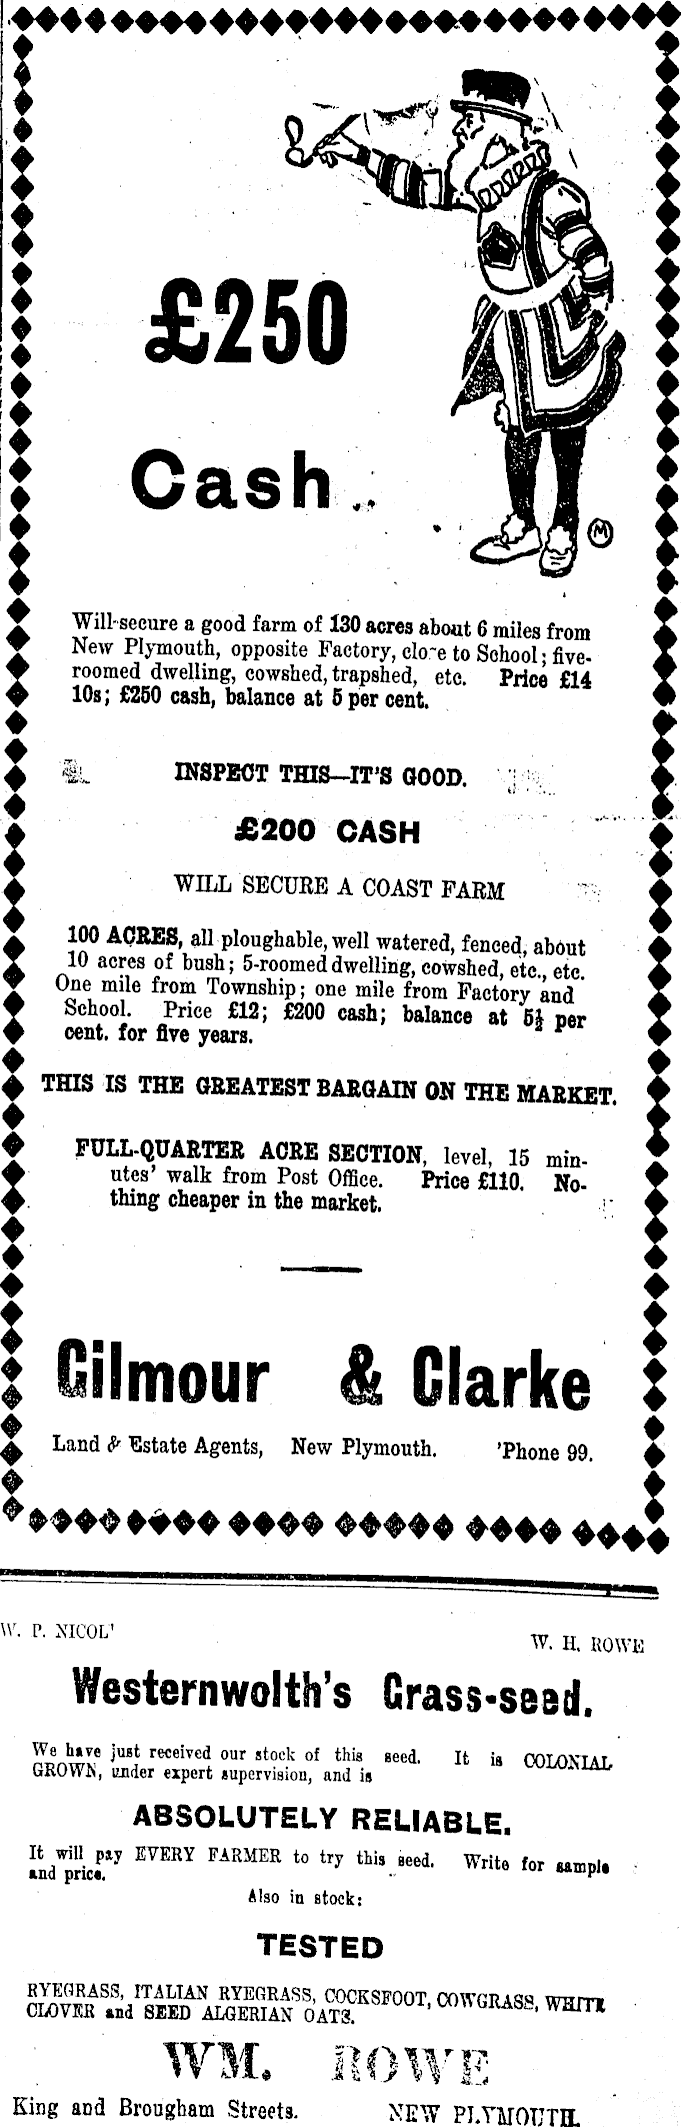 £250
Cash
M
Will secure a good farm of 130 acres about 6 miles from
New Plymouth, opposite Factory, clo~e to School; five-
roomed dwelling, cowshed, trapshed, etc. Price £14
10s; £250 cash, balance at 5 per cent.
INSPECT THIS—IT'S GOOD.
£200 CASH
WILL SECURE A COAST FARM
100 ACRES, all ploughable, well watered, fenced, about
10 acres of bush; 5-roomed dwelling, cowshed, etc., etc.
One mile from Township; one mile from Factory and
School. Price £12; £200 cash; balance at 5½ per
cent. for five years.
THIS IS THE GREATEST BARGAIN ON THE MARKET.
FULL-QUARTER ACRE SECTION, level, 15 min-
utes' walk from Post Office. Price £110. No-
thing cheaper in the market.
Gilmour & Clarke
Land & Estate Agents, New Plymouth. 'Phone 99.
W. P. NICOL' W. H. ROWE
Westernwolth's Grass-seed.
We have just received our stock of this seed. It is COLONIAL
GROWN, under expert supervision, and is
ABSOLUTELY RELIABLE.
It will pay EVERY FARMER to try this seed. Write for sample
and price.
Also in stock:
TESTED
RYEGRASS, ITALIAN RYEGRASS, COCKSFOOT, COWGRASS, WHITE
CLOVER and SEED ALGERIAN OATS.
WM. ROWE
King and Brougham Streets. NEW PLYMOUTH.